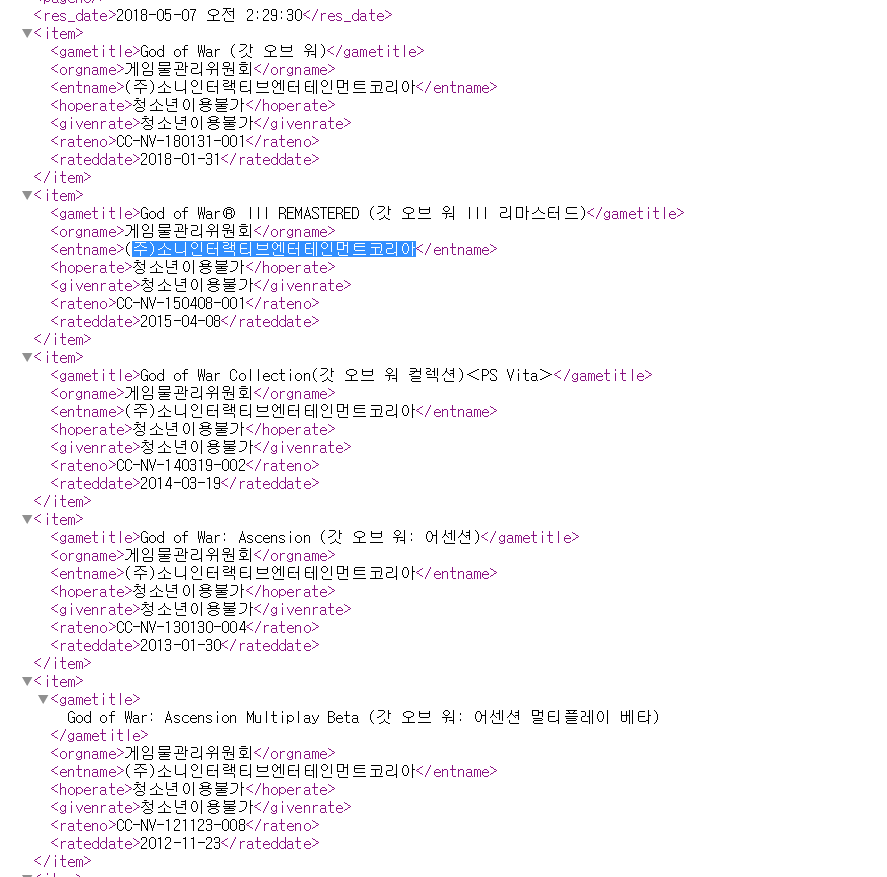 <res_date>2018-05-07 오전 2:29:30</res_date>
▼<item>
<gametitle>God of War (갓 오브 워)</gametitle>
<orgname>게임물관리위원회</orgname>
<entname>(주)소니인터랙티브엔터테인먼트코리아</entname>
<hoperate>청소년이용불가</hoperate>
<givenrate>청소년이용불가</givenrate>
<rateno>CC-NV-180131-001</rateno>
<rateddate>2018-01-31</rateddate>
</item>
▼<item>
<gametitle>God of War® III REMASTERED (갓 오브 워 III 리마스터드)</gametitle>
<orgname>게임물관리위원회</orgname>
<entname>(주)소니인터랙티브엔터테인먼트코리아</entname>
<hoperate>청소년이용불가</hoperate>
<givenrate>청소년이용불가</givenrate>
<rateno>CC-NV-150408-001</rateno>
<rateddate>2015-04-08</rateddate>
</item>
▼<item>
<gametitle>God of War Collection(갓 오브 워 컬렉션)<PS Vita></gametitle>
<orgname>게임물관리위원회</orgname>
<entname>(주)소니인터랙티브엔터테인먼트코리아</entname>
<hoperate>청소년이용불가</hoperate>
<givenrate>청소년이용불가</givenrate>
<rateno>CC-NV-140319-002</rateno>
<rateddate>2014-03-19</rateddate>
</item>
▼<item>
<gametitle>God of War: Ascension (갓 오브 워: 어센션)</gametitle>
<orgname>게임물관리위원회</orgname>
<entname>(주)소니인터랙티브엔터테인먼트코리아</entname>
<hoperate>청소년이용불가</hoperate>
<givenrate>청소년이용불가</givenrate>
<rateno>CC-NV-130130-004</rateno>
<rateddate>2013-01-30</rateddate>
</item>
▼<item>
▼<gametitle>
God of War: Ascension Multiplay Beta (갓 오브 워: 어센션 멀티플레이 베타)
</gametitle>
<orgname>게임물관리위원회</orgname>
<entname>(주)소니인터랙티브엔터테인먼트코리아</entname>
<hoperate>청소년이용불가</hoperate>
<givenrate>청소년이용불가</givenrate>
<rateno>CC-NV-121123-008</rateno>
<rateddate>2012-11-23</rateddate>
</item>